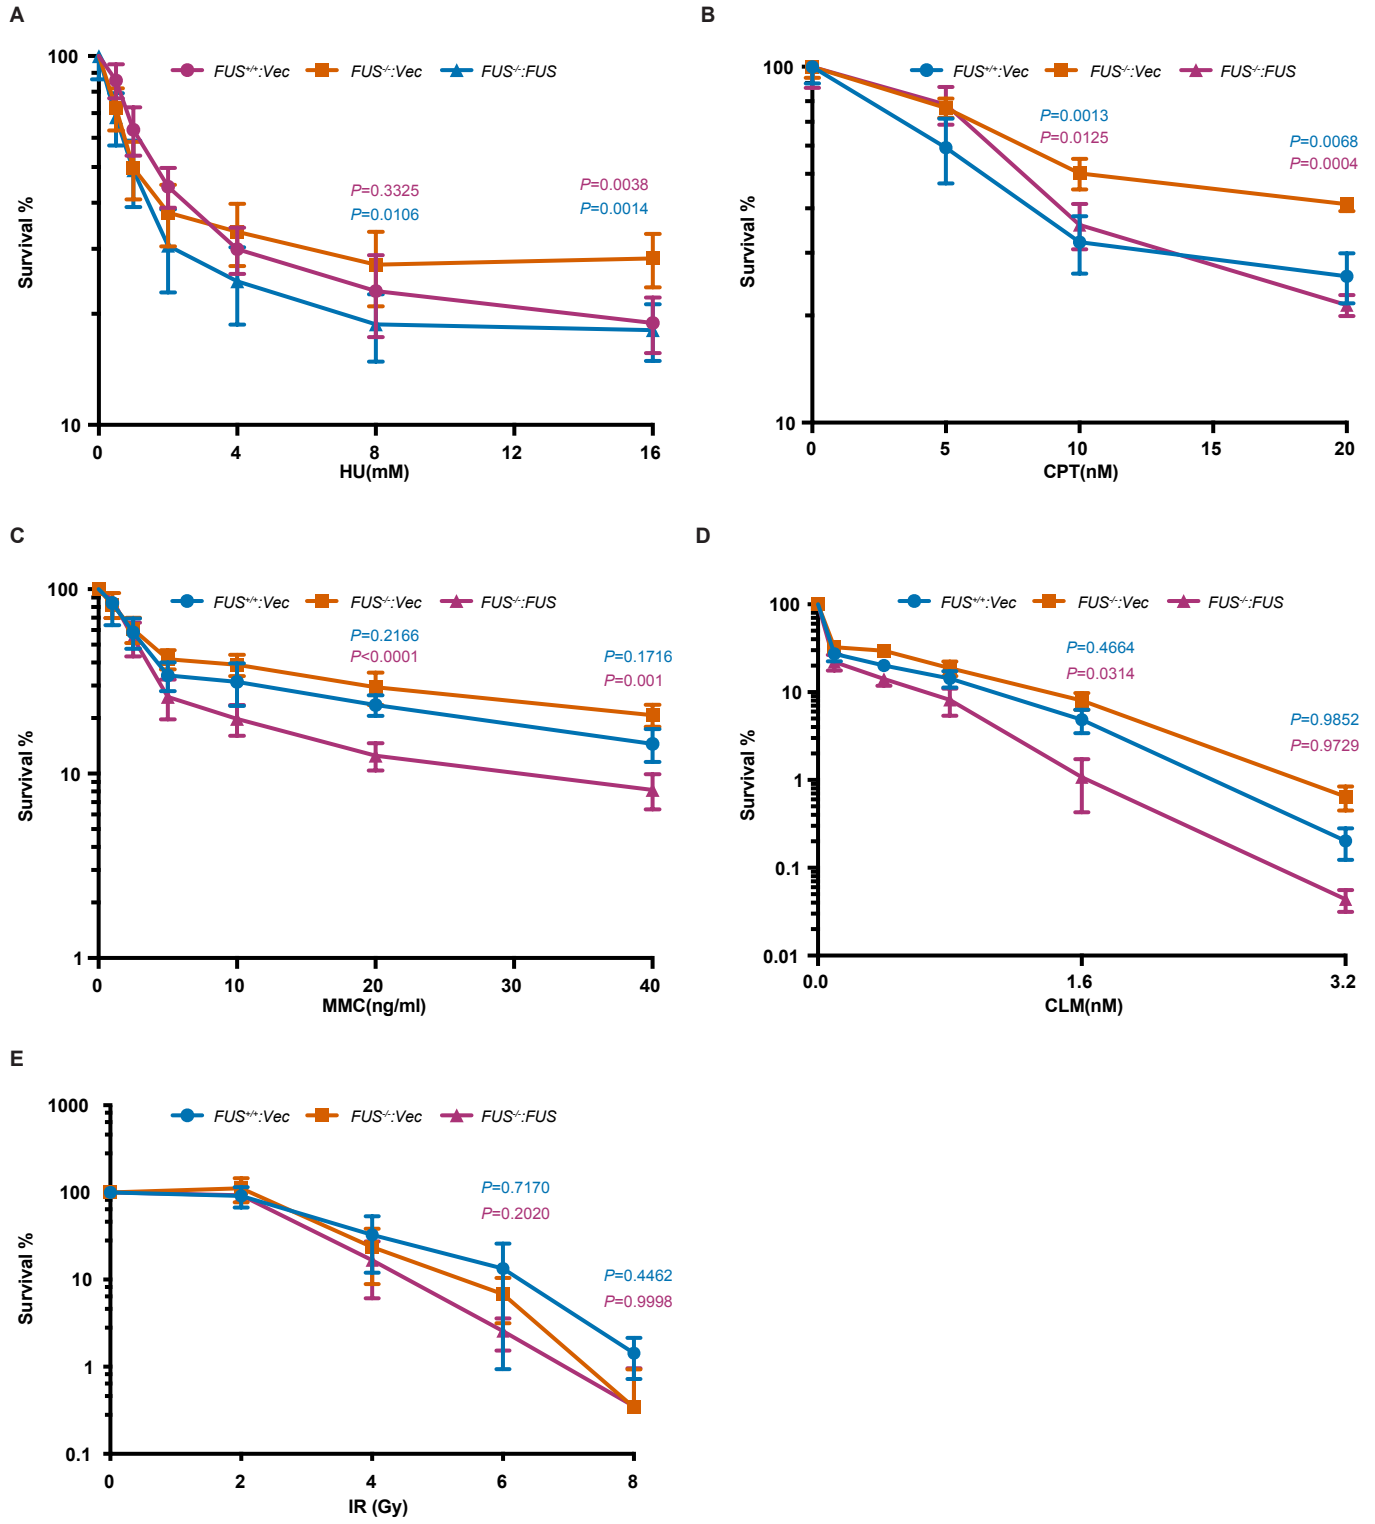 A
FUS+/+:Vec FUS-/-:Vec FUS-/-:FUS
100
10
Survival %
P=0.3325
P=0.0106
P=0.0038
P=0.0014
0 4 8 12 16
HU(mM)
B
FUS+/+:Vec FUS-/-:Vec FUS-/-:FUS
100
10
Survival %
P=0.0013
P=0.0125
P=0.0068
P=0.0004
0 5 10 15 20
CPT(nM)
C
FUS+/+:Vec FUS-/-:Vec FUS-/-:FUS
100
10
1
Survival %
P=0.2166
P<0.0001
P=0.1716
P=0.001
0 10 20 30 40
MMC(ng/ml)
D
FUS+/+:Vec FUS-/-:Vec FUS-/-:FUS
100
10
1
0.1
0.01
Survival %
P=0.4664
P=0.0314
P=0.9852
P=0.9729
0.0 1.6 3.2
CLM(nM)
E
FUS+/+:Vec FUS-/-:Vec FUS-/-:FUS
1000
100
10
1
0.1
Survival %
P=0.7170
P=0.2020
P=0.4462
P=0.9998
0 2 4 6 8
IR (Gy)